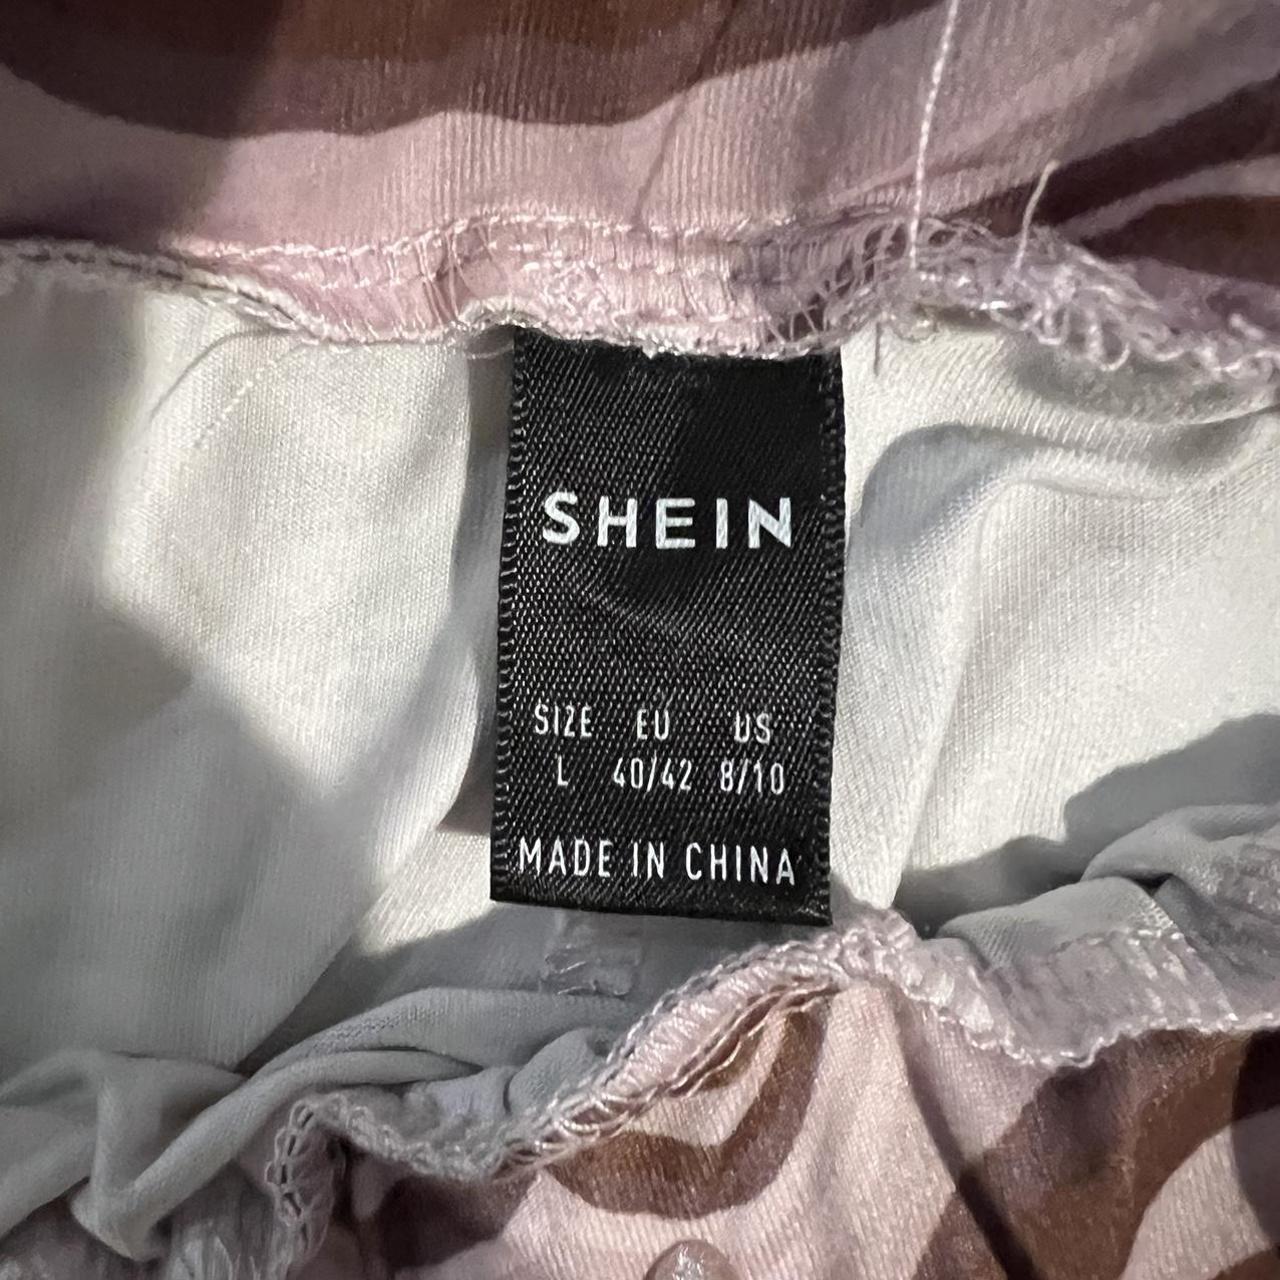 SHEIN
SIZE EU US
L 40/42 8/10
MADE IN CHINA